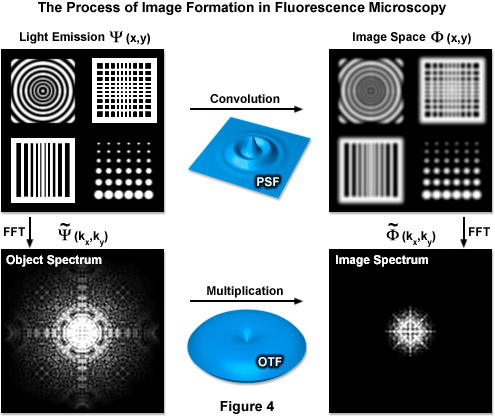 The Process of Image Formation in Fluorescence Microscopy
Light Emission Ψ (x,y)
Image Space Φ (x,y)
Convolution
PSF
FFT
Ψ̃ (kx,ky)
Φ̃ (kx,ky)
FFT
Object Spectrum
Multiplication
Image Spectrum
OTF
Figure 4